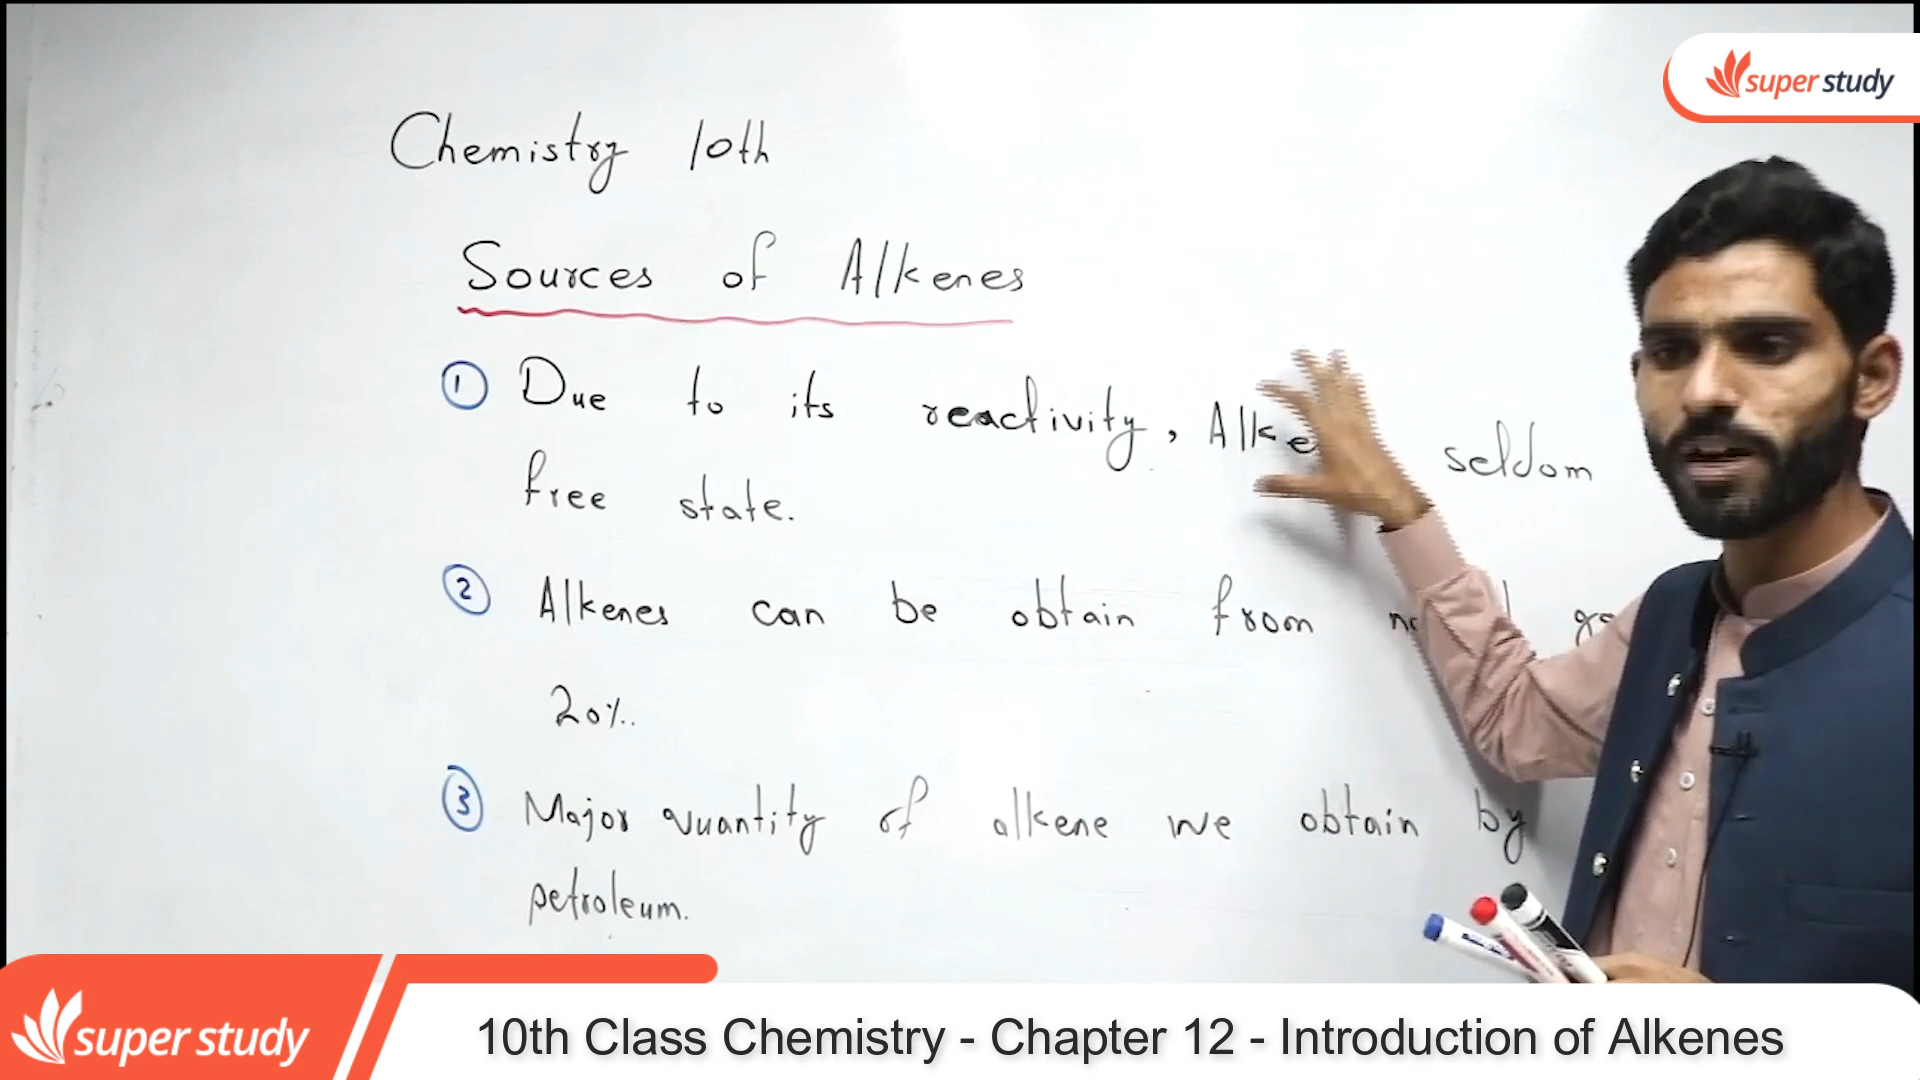 super study
Chemistry 10th
Sources of Alkenes
① Due to its reactivity, Alke seldom
free state.
② Alkenes can be obtain from
20%.
③ Major quantity of alkene we obtain by
petroleum.
super study
10th Class Chemistry - Chapter 12 - Introduction of Alkenes